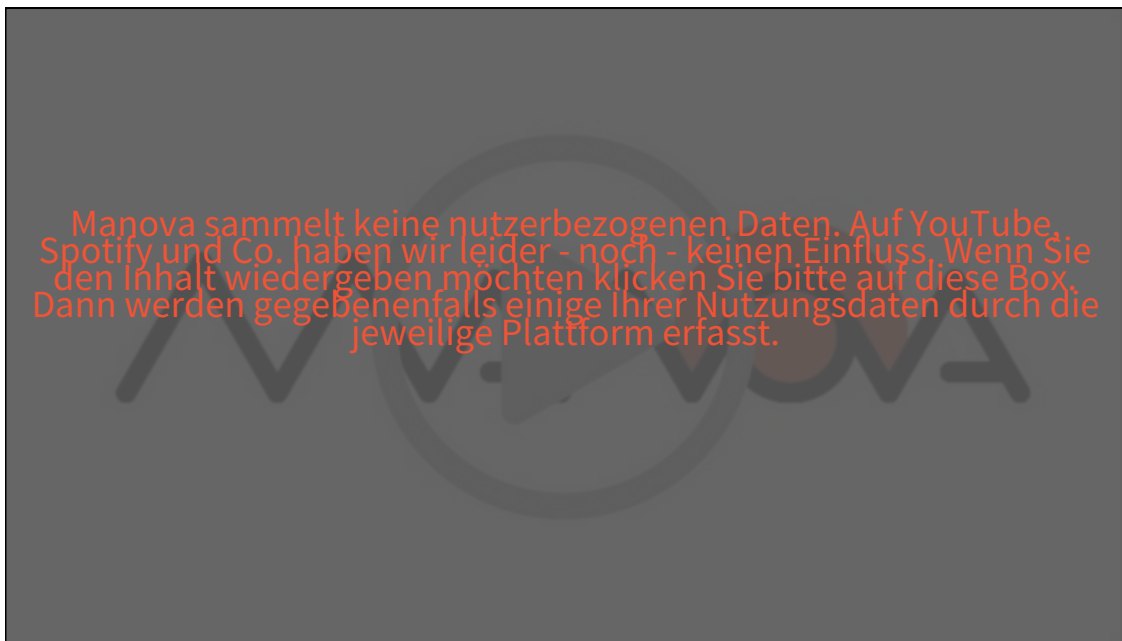 Manova sammelt keine nutzerbezogenen Daten. Auf YouTube,
Spotify und Co. haben wir leider - noch - keinen Einfluss. Wenn Sie
den Inhalt wiedergeben möchten klicken Sie bitte auf diese Box.
Dann werden gegebenenfalls einige Ihrer Nutzungsdaten durch die
jeweilige Plattform erfasst.
MANOVA